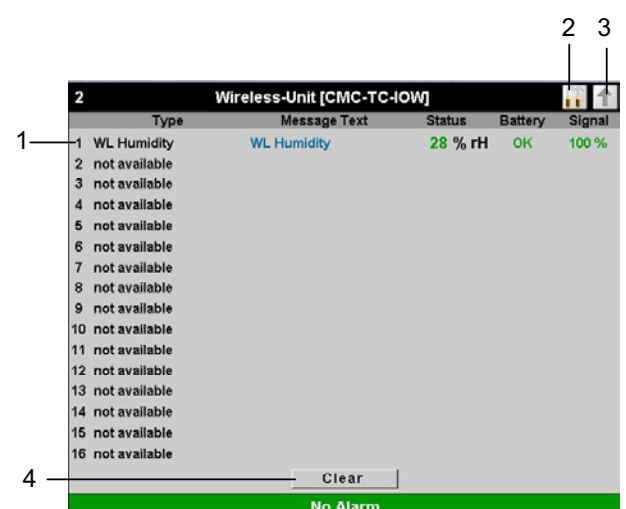 2 3
2 Wireless-Unit [CMC-TC-IOW]
Type Message Text Status Battery Signal
1 1 WL Humidity WL Humidity 28 % rH OK 100 %
2 not available
3 not available
4 not available
5 not available
6 not available
7 not available
8 not available
9 not available
10 not available
11 not available
12 not available
13 not available
14 not available
15 not available
16 not available
4 Clear
No Alarm